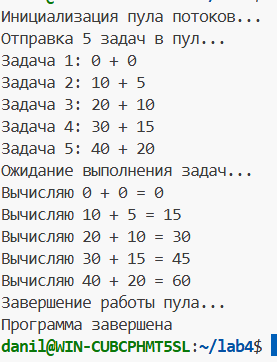 Инициализация пула потоков...
Отправка 5 задач в пул...
Задача 1: 0 + 0
Задача 2: 10 + 5
Задача 3: 20 + 10
Задача 4: 30 + 15
Задача 5: 40 + 20
Ожидание выполнения задач...
Вычисляю 0 + 0 = 0
Вычисляю 10 + 5 = 15
Вычисляю 20 + 10 = 30
Вычисляю 30 + 15 = 45
Вычисляю 40 + 20 = 60
Завершение работы пула...
Программа завершена
danil@WIN-CUBCPHMT5SL:~/lab4$